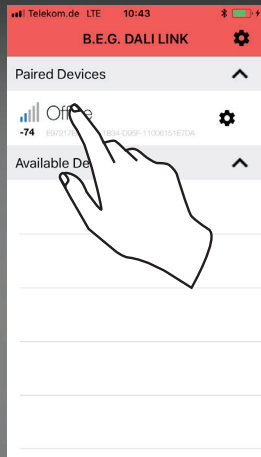 Telekom.de LTE 10:43
B.E.G. DALI LINK
Paired Devices
Office
-74
Available De